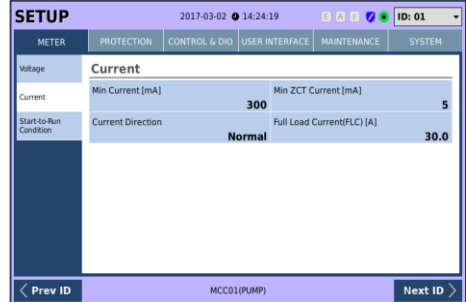 SETUP
2017-03-02 14:24:19
E A F
ID: 01
METER PROTECTION CONTROL & DIO USER INTERFACE MAINTENANCE SYSTEM
Voltage
Current
Start-to-Run
Condition
Current
Min Current [mA]
300
Min ZCT Current [mA]
5
Current Direction
Normal
Full Load Current(FLC) [A]
30.0
Prev ID
MCC01(PUMP)
Next ID